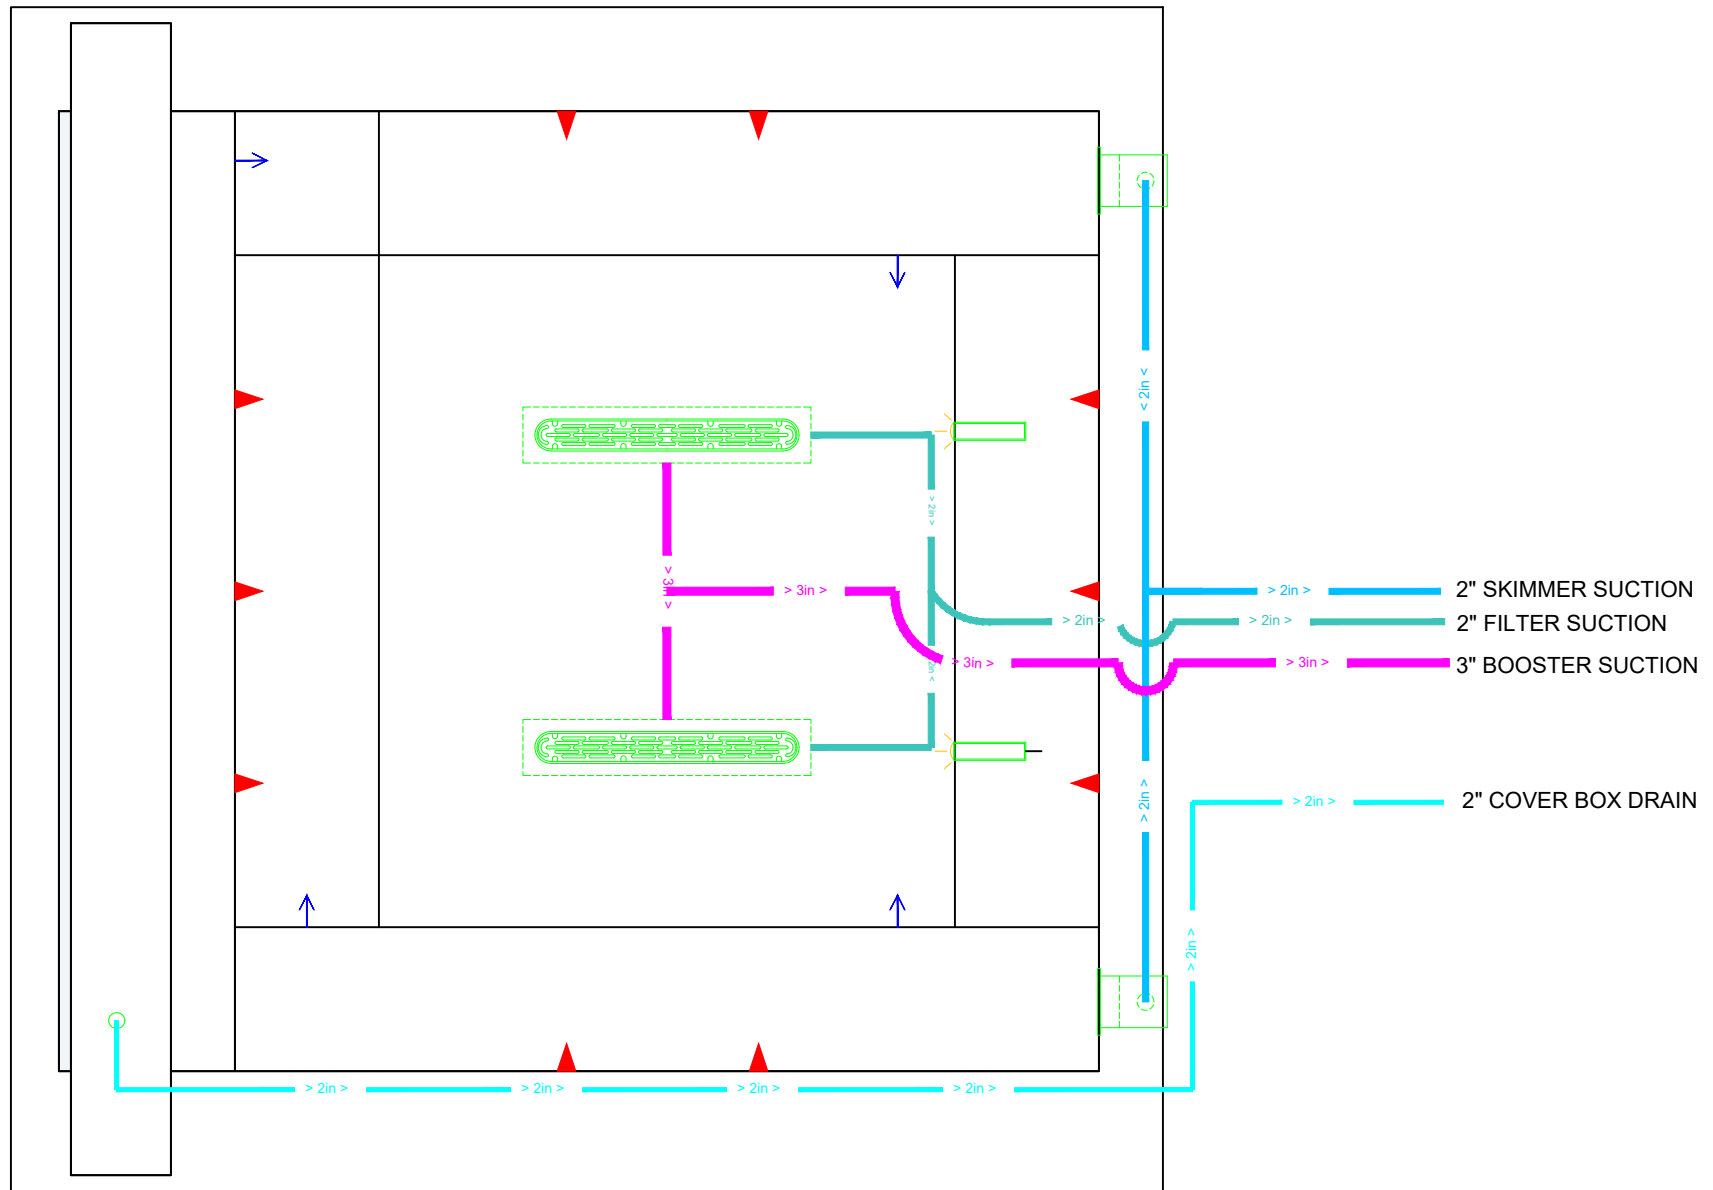 < 2in <
> 2in >
> 3in >
> 3in >
> 2in >
2" SKIMMER SUCTION
> 2in >
> 2in >
2" FILTER SUCTION
> 3in >
> 3in >
3" BOOSTER SUCTION
2in >
> 2in >
> 2in >
2" COVER BOX DRAIN
> 2in >
> 2in >
> 2in >
> 2in >
> 2in >